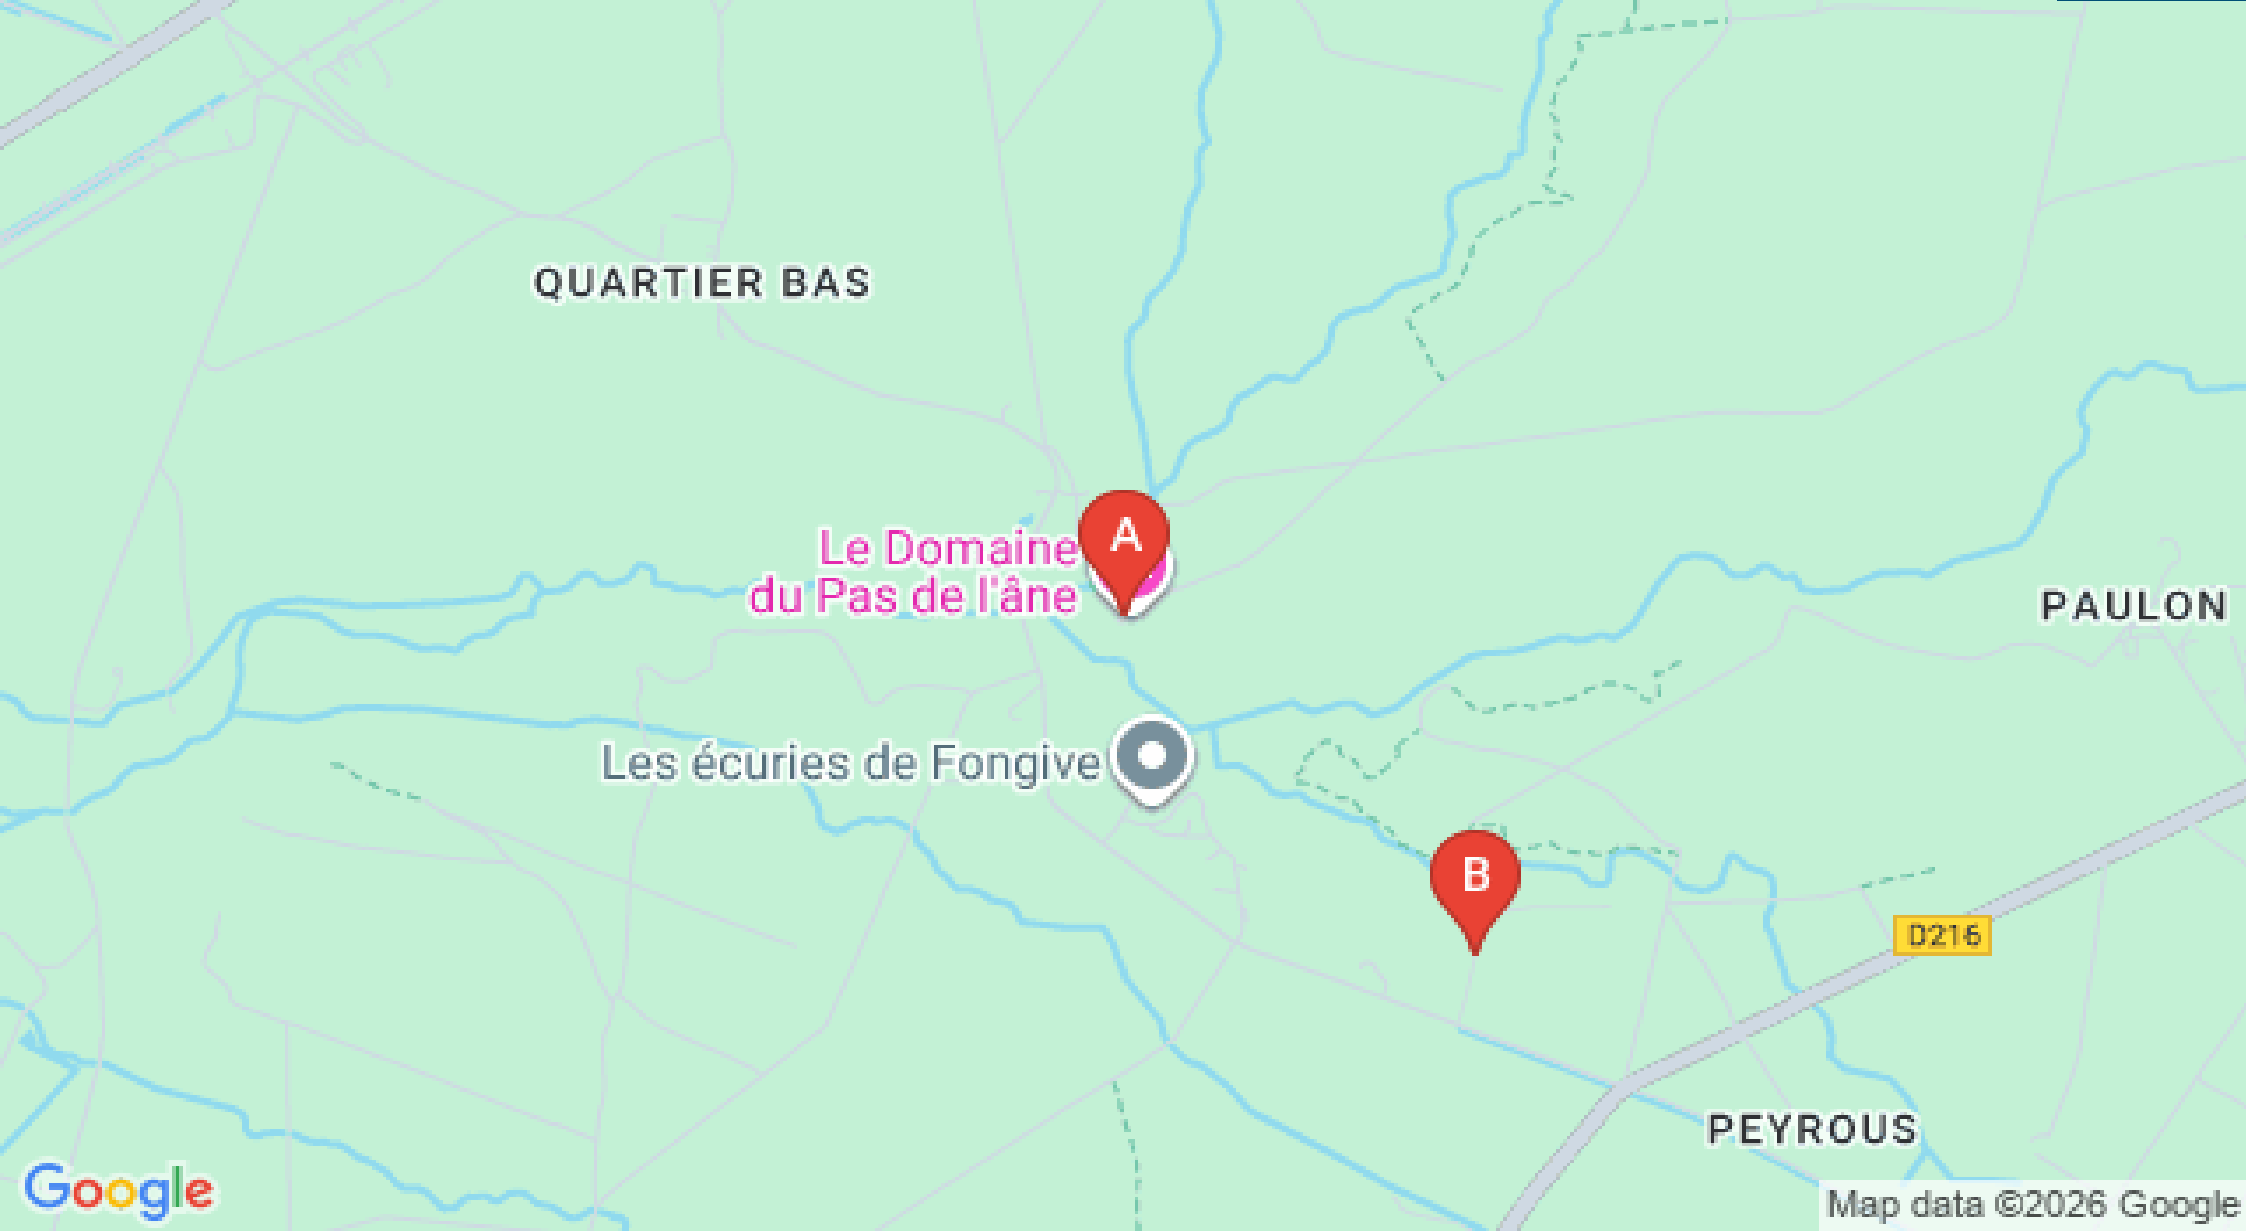 QUARTIER BAS
A
Le Domaine
du Pas de l'âne
PAULON
Les écuries de Fongive
B
D216
PEYROUS
Google
Map data ©2026 Google